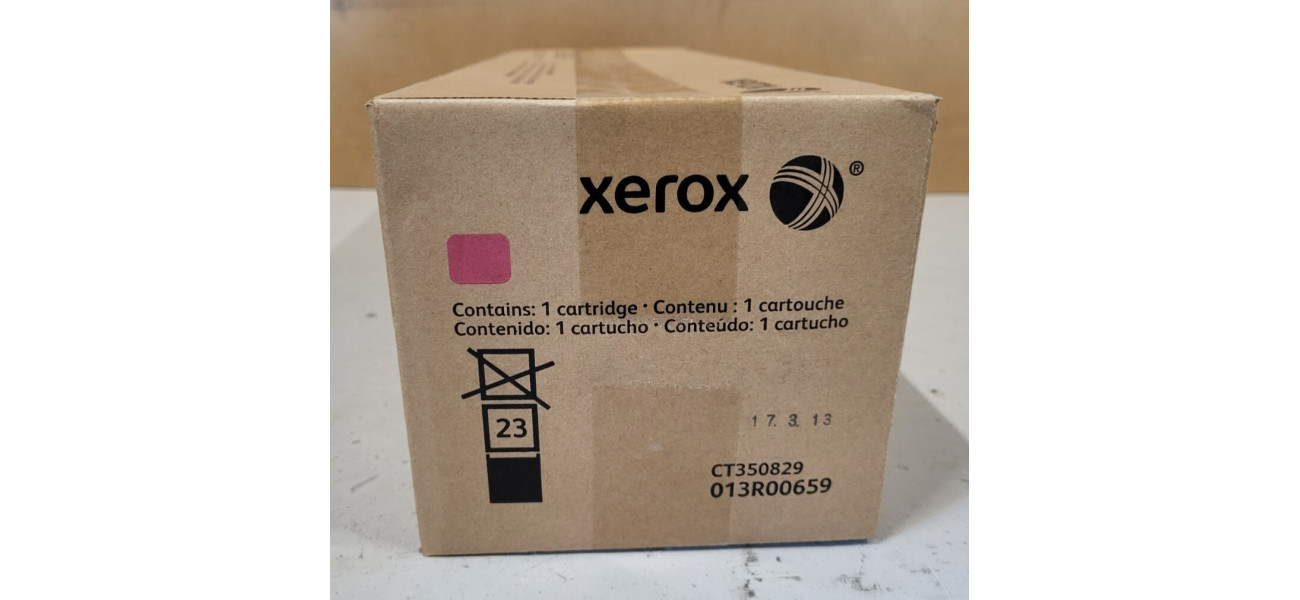 xerox ®
Contains: 1 cartridge · Contenu : 1 cartouche
Contenido: 1 cartucho · Conteúdo: 1 cartucho
23
17. 3. 13
CT350829
013R00659